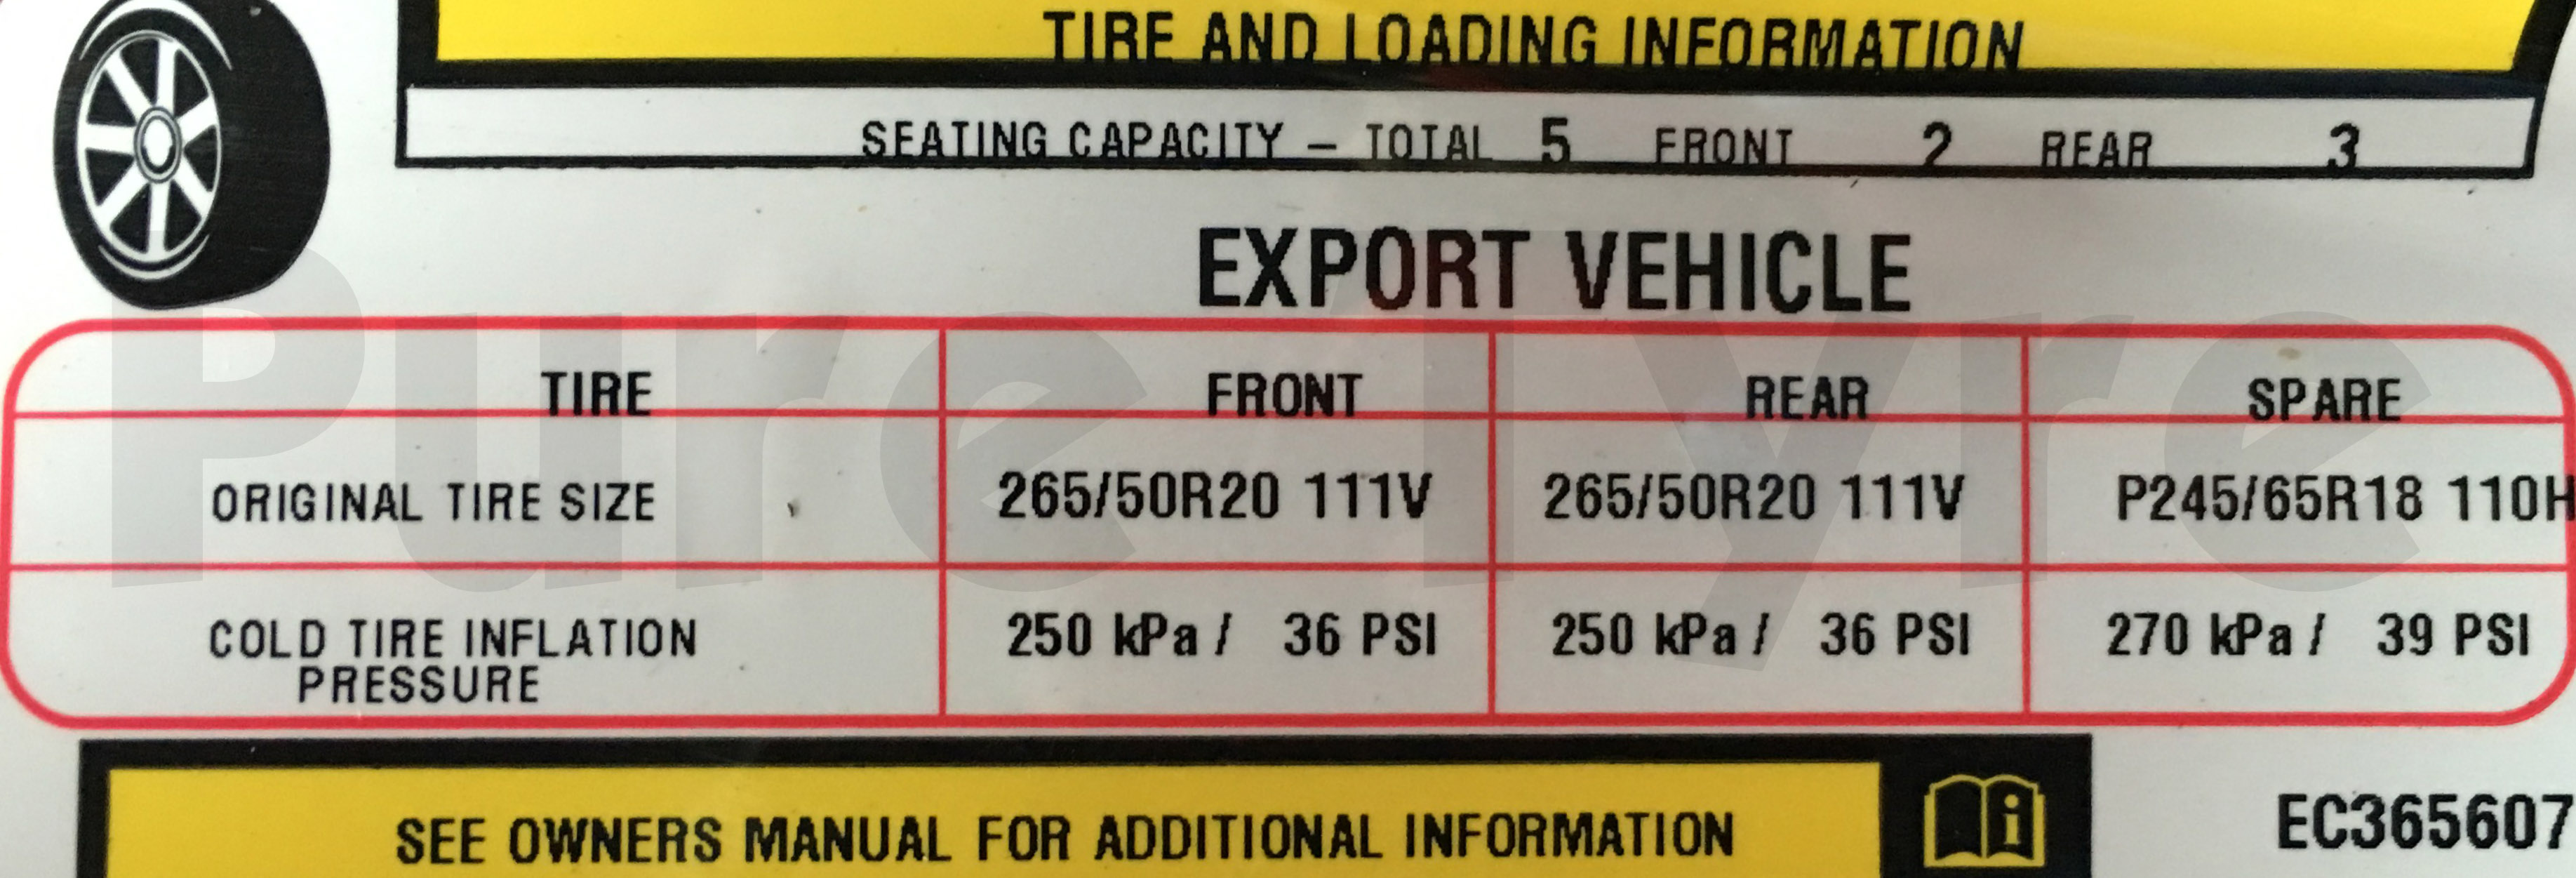 TIRE AND LOADING INFORMATION
SEATING CAPACITY – TOTAL 5 FRONT 2 REAR 3
EXPORT VEHICLE
TIRE FRONT REAR SPARE
ORIGINAL TIRE SIZE 265/50R20 111V 265/50R20 111V P245/65R18 110H
COLD TIRE INFLATION
PRESSURE 250 kPa / 36 PSI 250 kPa / 36 PSI 270 kPa / 39 PSI
Pure Tyre
SEE OWNERS MANUAL FOR ADDITIONAL INFORMATION
i
EC365607